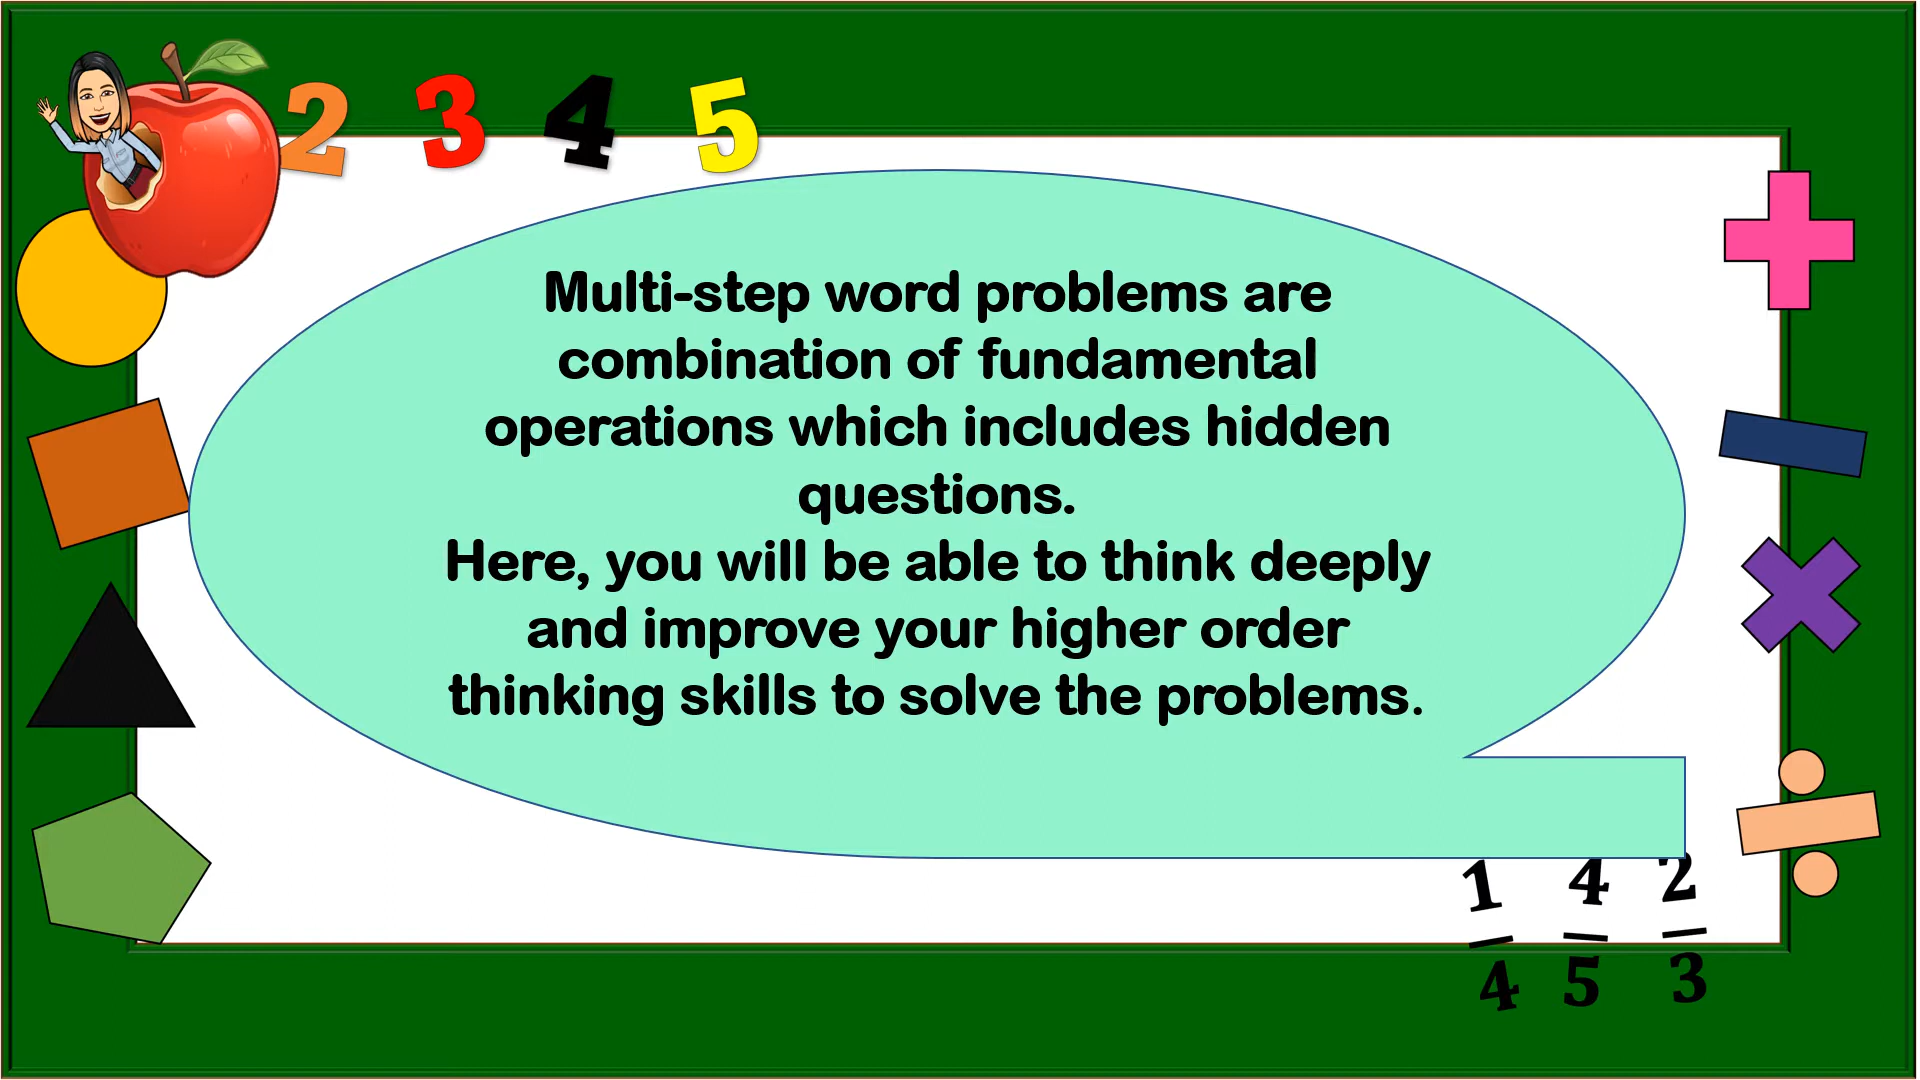 2 3 4 5
Multi-step word problems are
combination of fundamental
operations which includes hidden
questions.
Here, you will be able to think deeply
and improve your higher order
thinking skills to solve the problems.
1 4 2
4 5 3